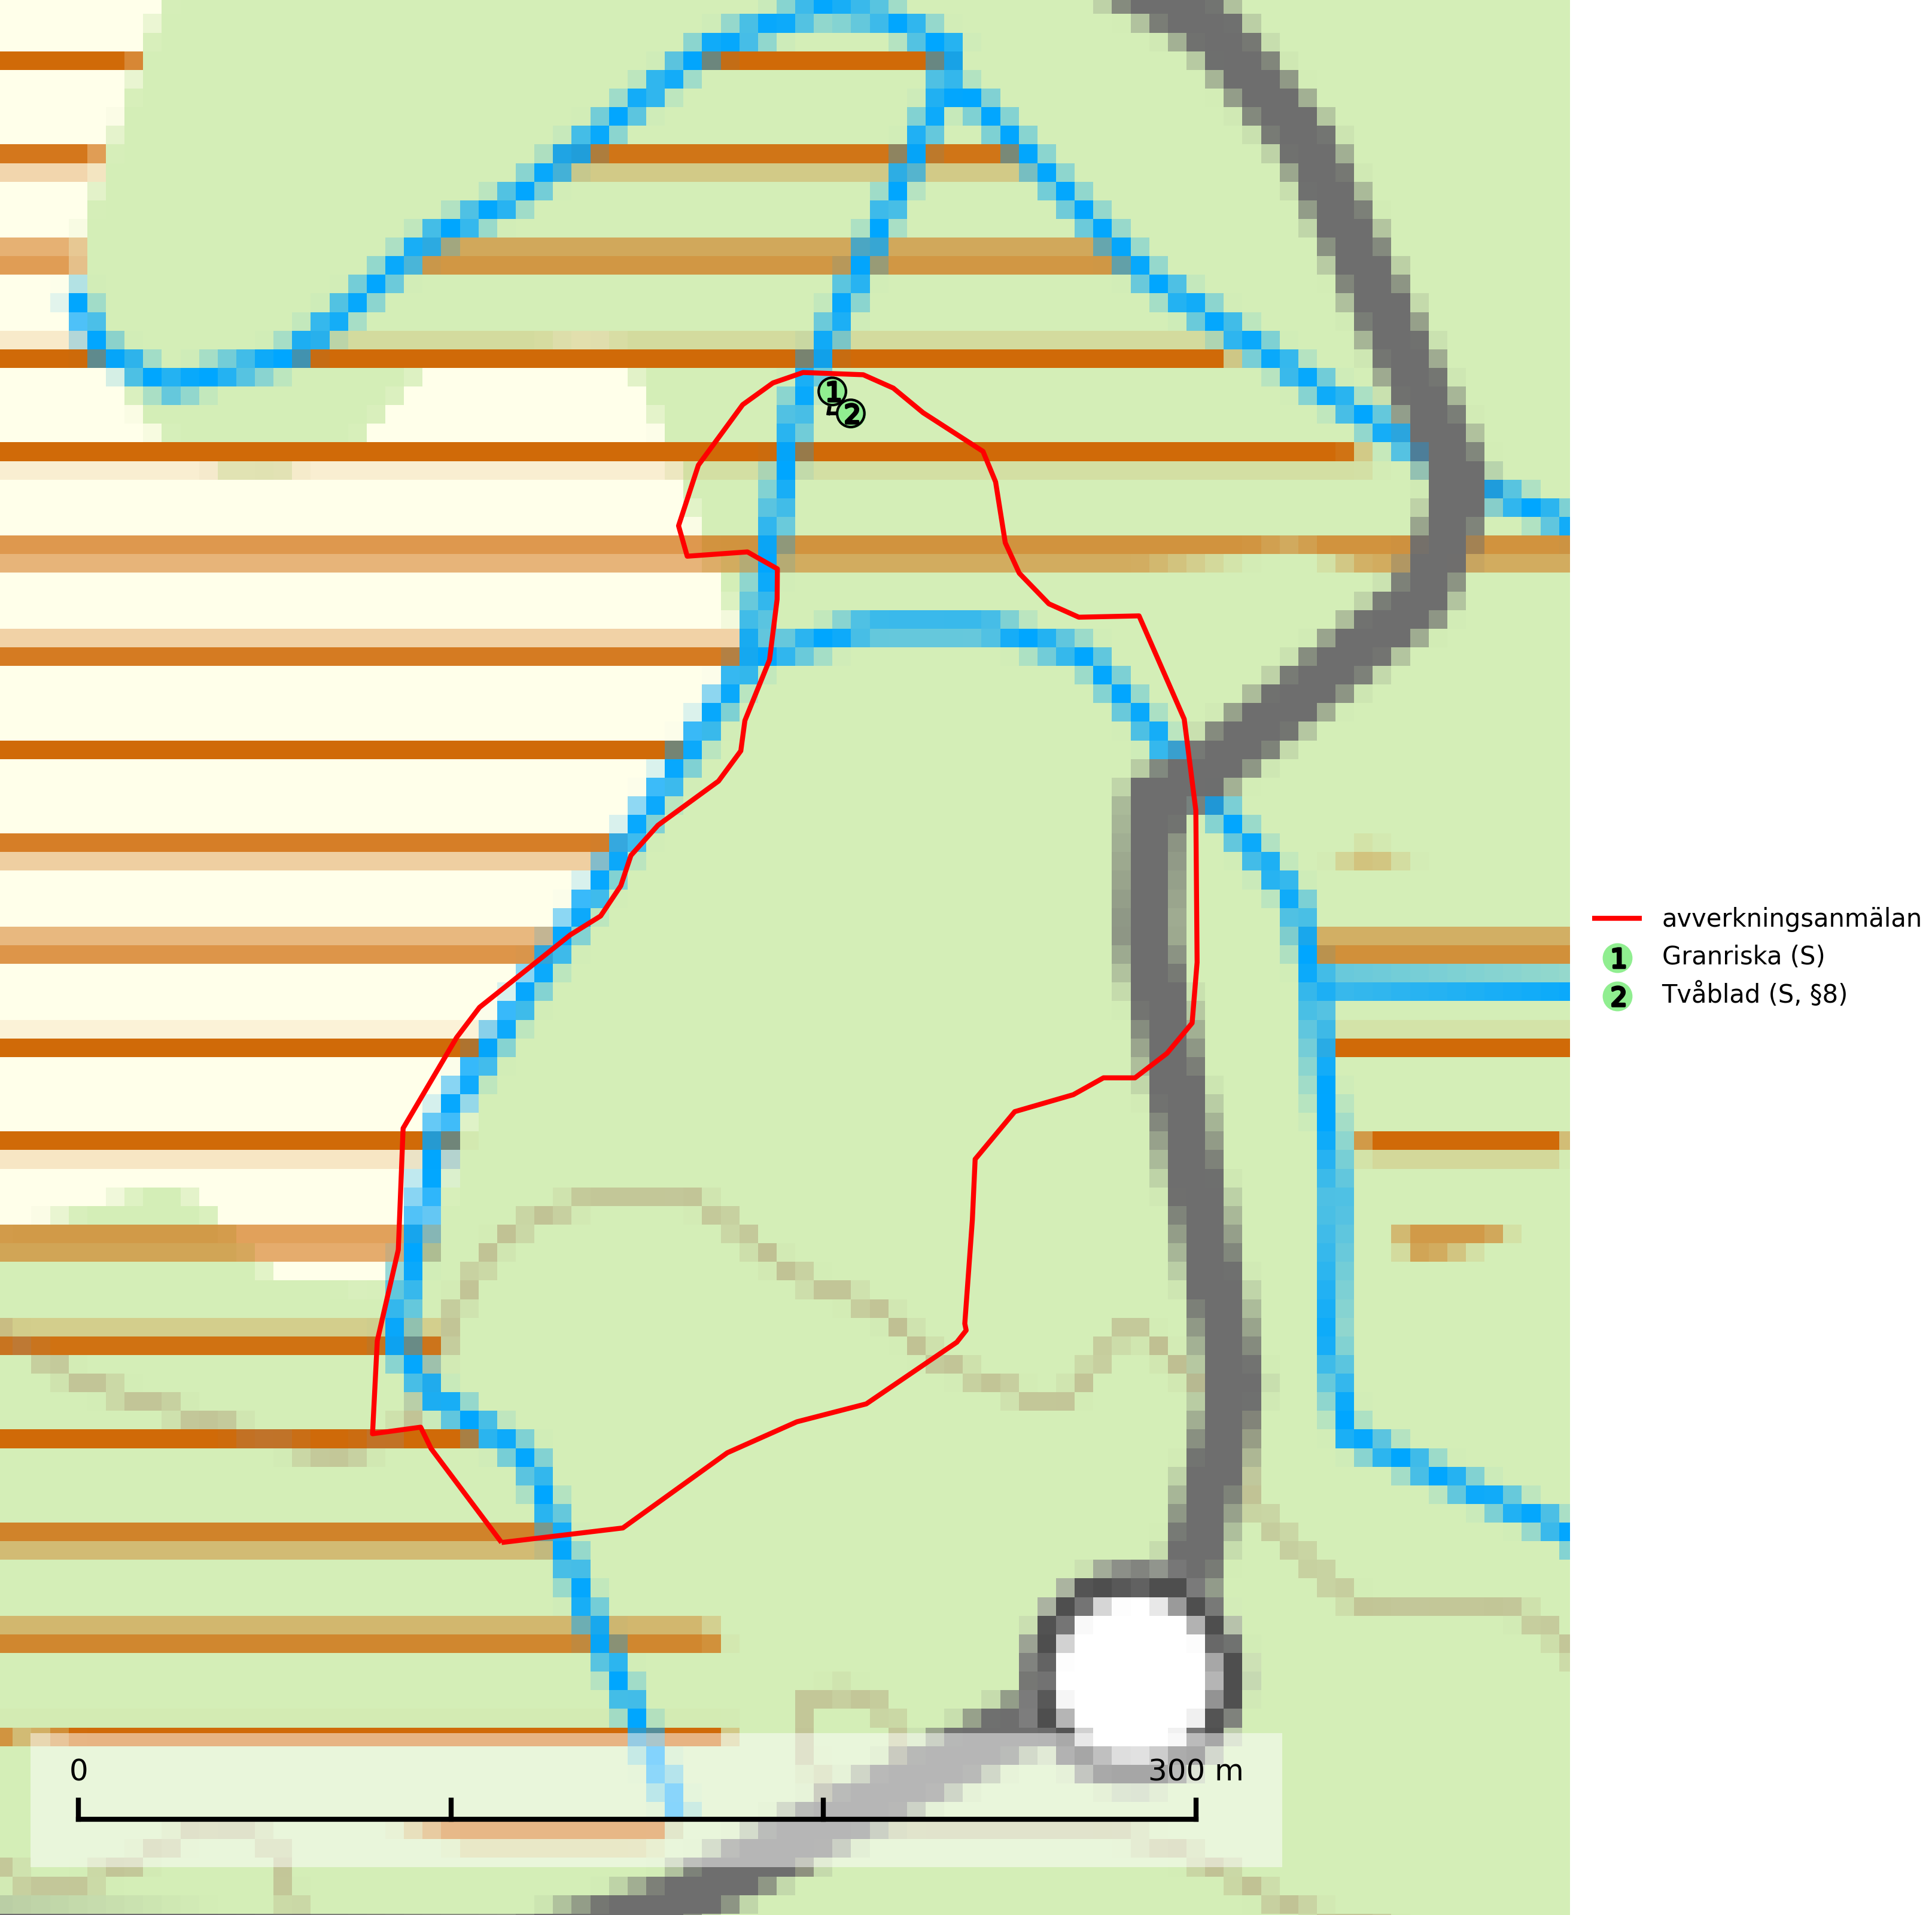 1
2
avverkningsanmälan
1 Granriska (S)
2 Tvåblad (S, §8)
0 300 m